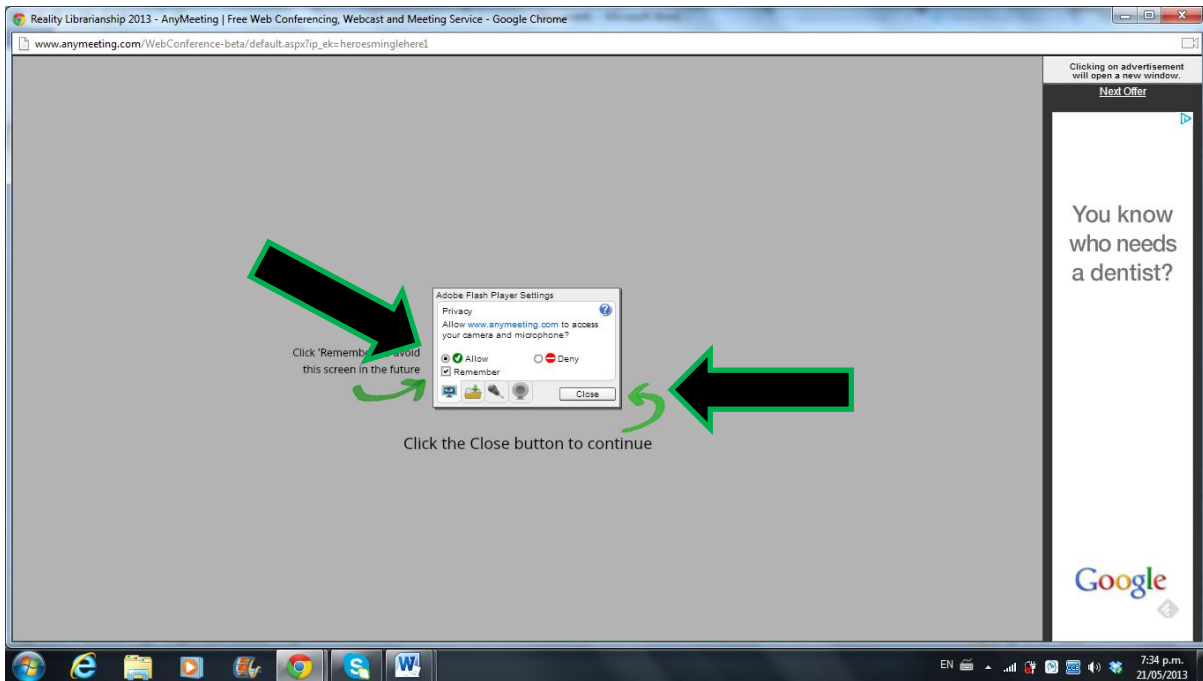 Reality Librarianship 2013 - AnyMeeting | Free Web Conferencing, Webcast and Meeting Service - Google Chrome
www.anymeeting.com/WebConference-beta/default.aspx?ip_ek=heroesminglehere1
Clicking on advertisement
will open a new window.
Next Offer
You know
who needs
a dentist?
Google
Adobe Flash Player Settings
Privacy
Allow www.anymeeting.com to access
your camera and microphone?
Allow
Deny
Remember
Close
Click 'Remember' avoid
this screen in the future
Click the Close button to continue
W
EN
7:34 p.m.
21/05/2013